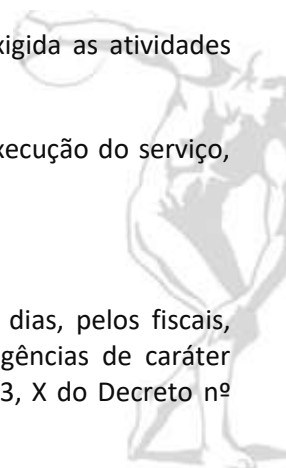 xigida as atividades
xecução do serviço,
dias, pelos fiscais,
gências de caráter
3, X do Decreto nº